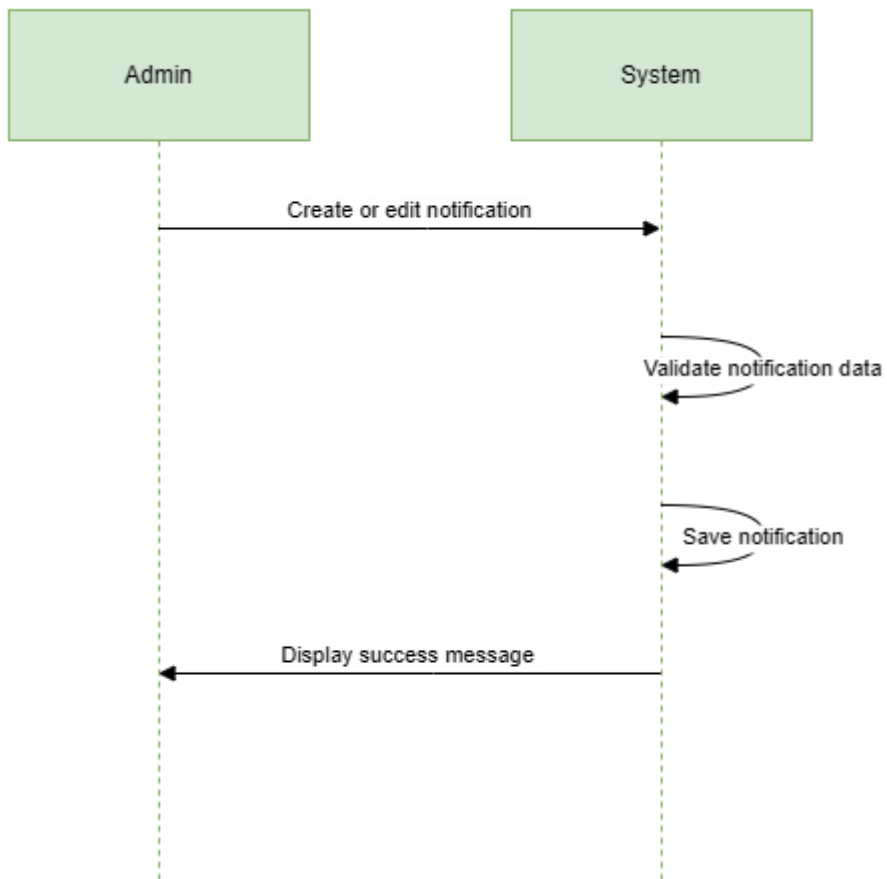 Admin
System
Create or edit notification
Validate notification data
Save notification
Display success message